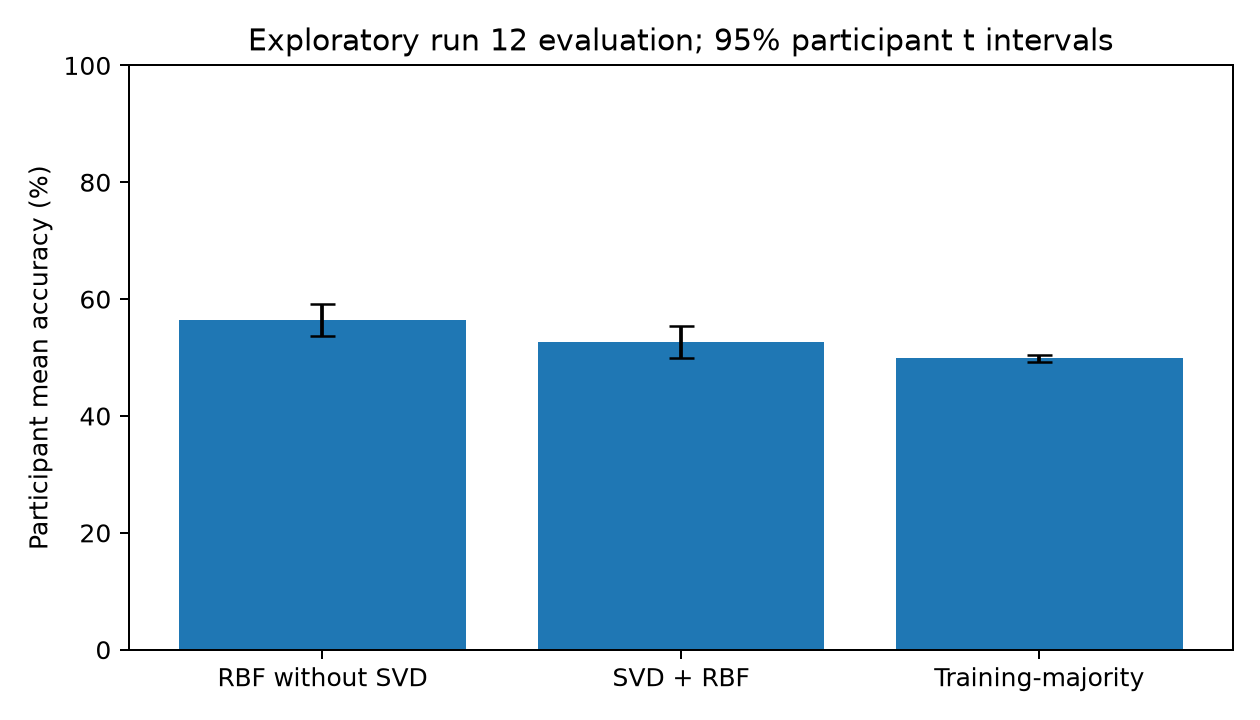 Exploratory run 12 evaluation; 95% participant t intervals
Participant mean accuracy (%)
100
80
60
40
20
0
RBF without SVD
SVD + RBF
Training-majority